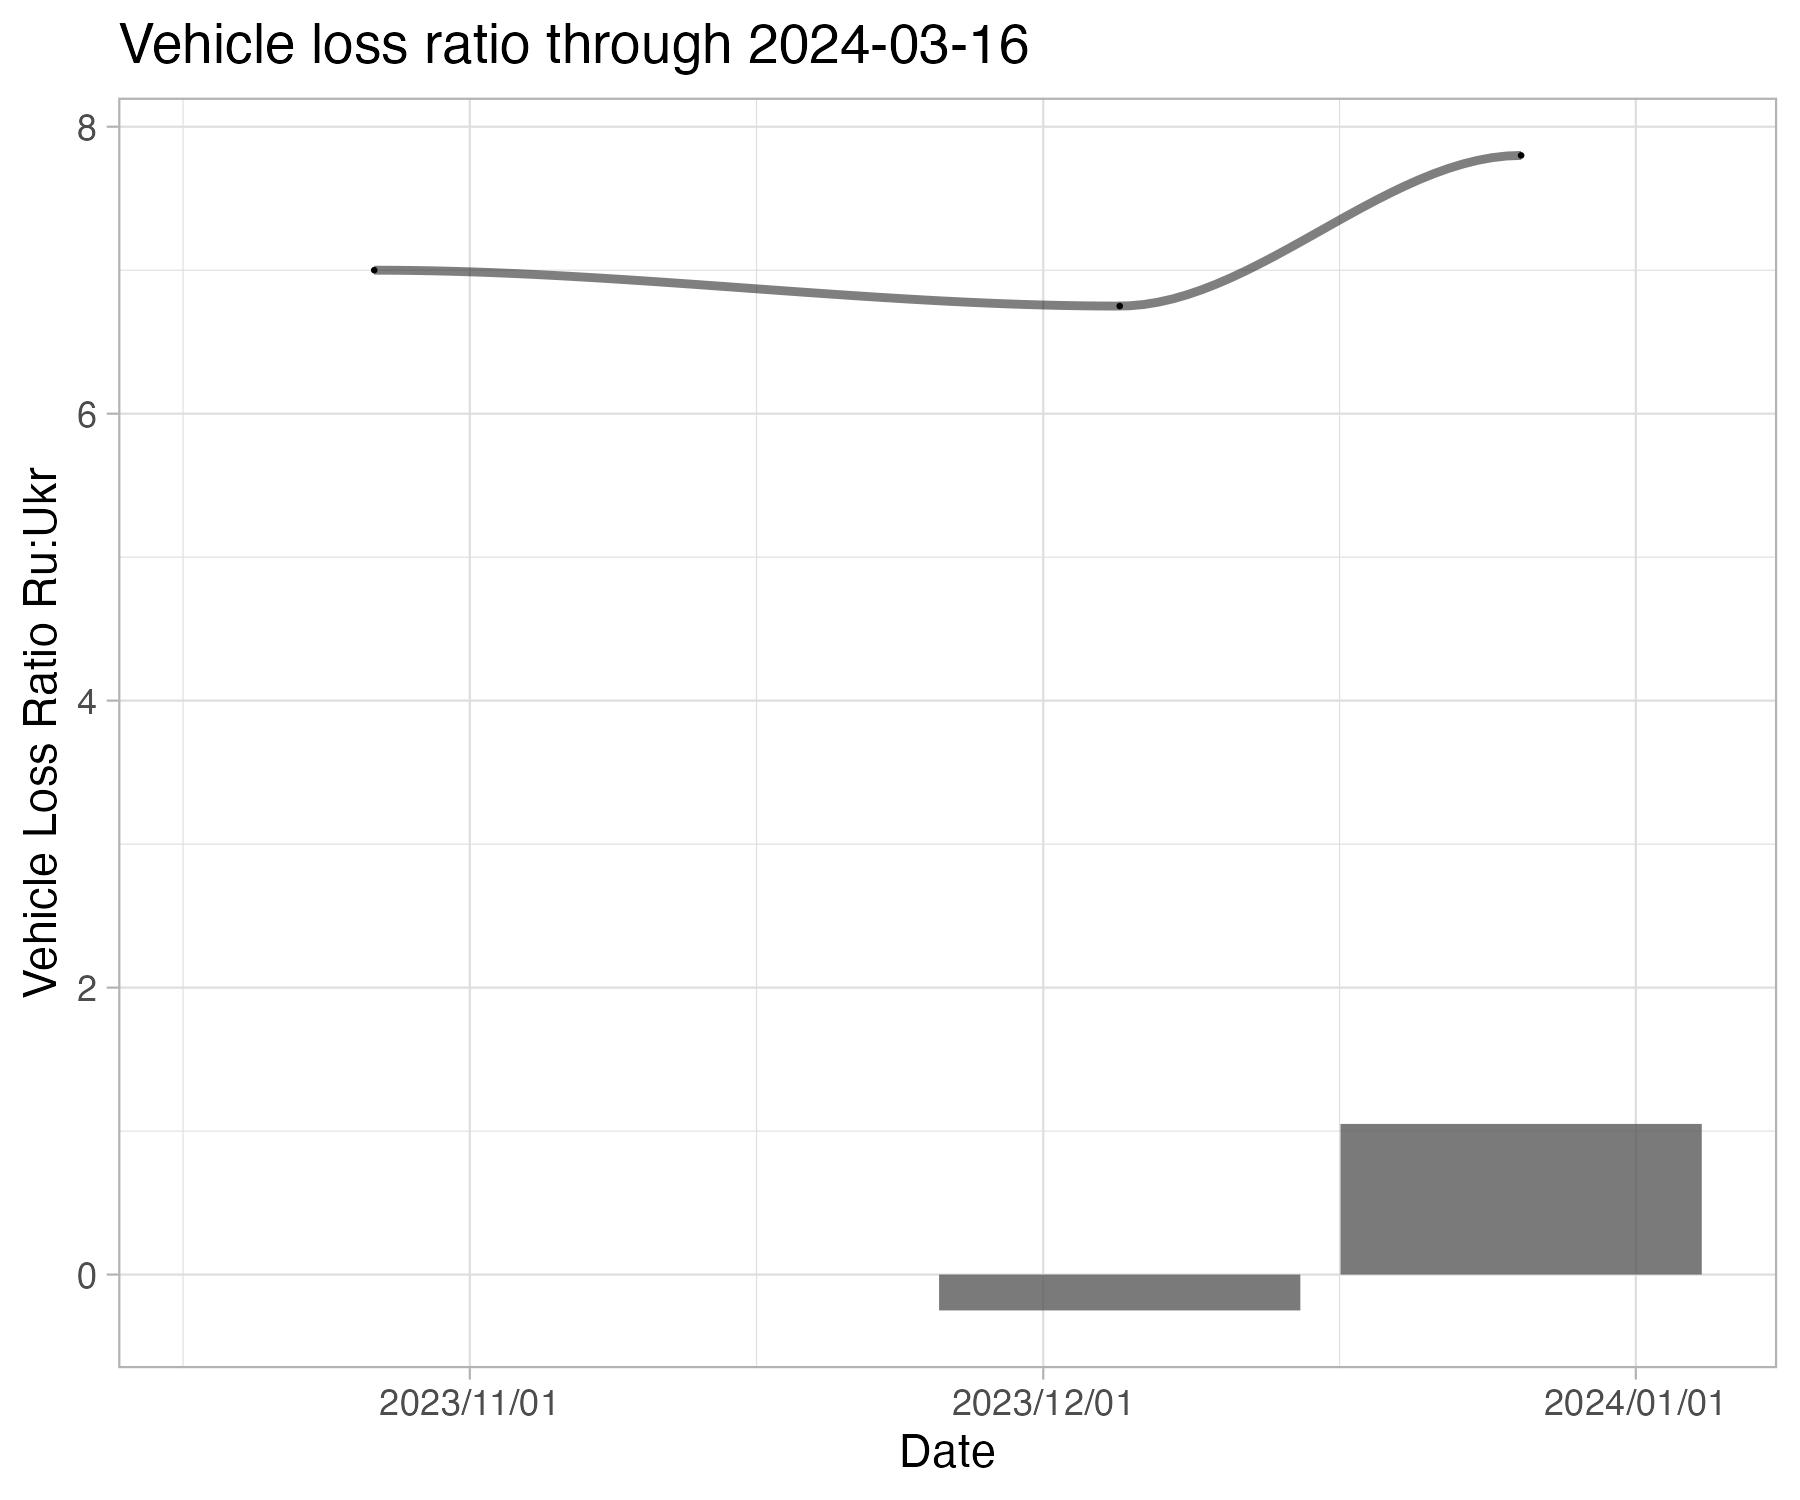 Vehicle loss ratio through 2024-03-16
Vehicle Loss Ratio Ru:Ukr
8
6
4
2
0
2023/11/01
2023/12/01
2024/01/01
Date